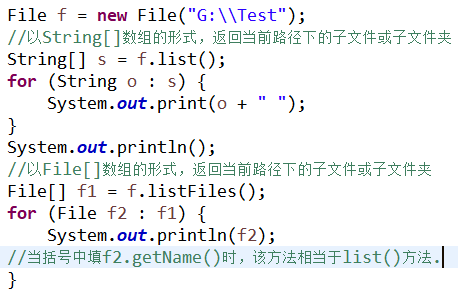 File f = new File("G:\\Test");
//以String[]数组的形式，返回当前路径下的子文件或子文件夹
String[] s = f.list();
for (String o : s) {
    System.out.print(o + " ");
}
System.out.println();
//以File[]数组的形式，返回当前路径下的子文件或子文件夹
File[] f1 = f.listFiles();
for (File f2 : f1) {
    System.out.println(f2);
//当括号中填f2.getName()时，该方法相当于list()方法.
}